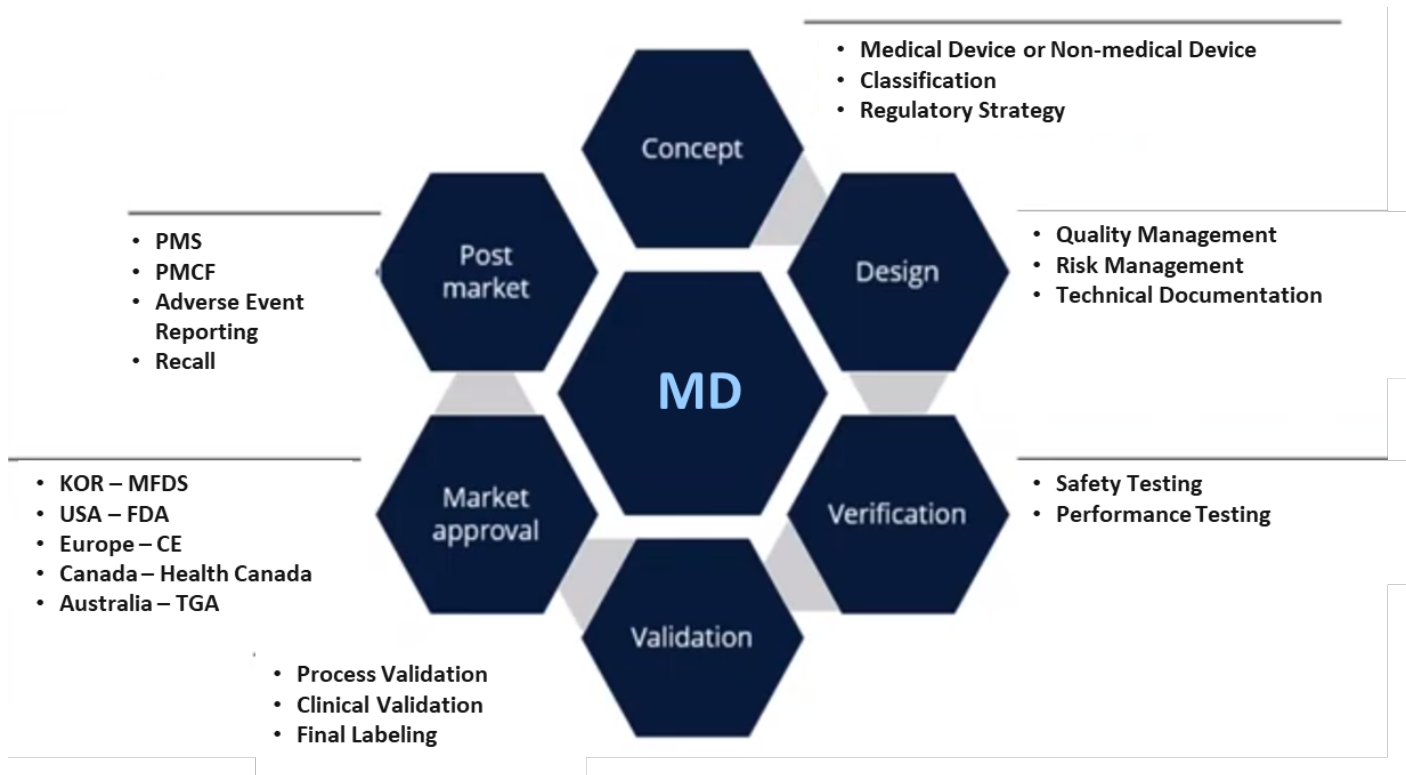 • Medical Device or Non-medical Device
• Classification
• Regulatory Strategy
Concept
Design
• Quality Management
• Risk Management
• Technical Documentation
Post
market
• PMS
• PMCF
• Adverse Event
Reporting
• Recall
MD
Verification
• Safety Testing
• Performance Testing
Market
approval
• KOR – MFDS
• USA – FDA
• Europe – CE
• Canada – Health Canada
• Australia – TGA
Validation
• Process Validation
• Clinical Validation
• Final Labeling